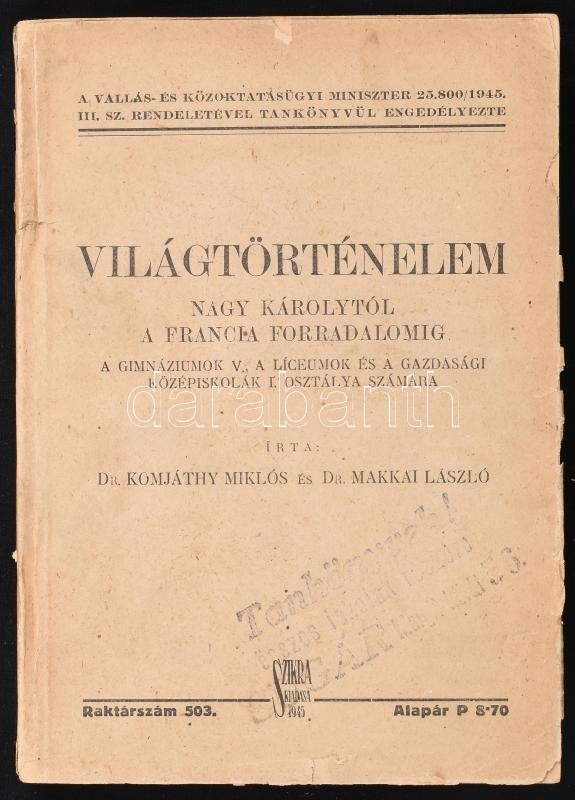 A VALLÁS- ÉS KÖZOKTATÁSÜGYI MINISZTER 25.800/1945.
III. SZ. RENDELETÉVEL TANKÖNYVÜL ENGEDÉLYEZTE
VILÁGTÖRTÉNELEM
NAGY KÁROLYTÓL
A FRANCIA FORRADALOMIG
A GIMNÁZIUMOK V., A LÍCEUMOK ÉS A GAZDASÁGI
KÖZÉPISKOLÁK I. OSZTÁLYA SZÁMÁRA
darabanth
ÍRTA:
DR. KOMJÁTHY MIKLÓS ÉS DR. MAKKAI LÁSZLÓ
SZIKRA
KIADÁSA
1945
Raktárszám 503.
Alapár P 8·70